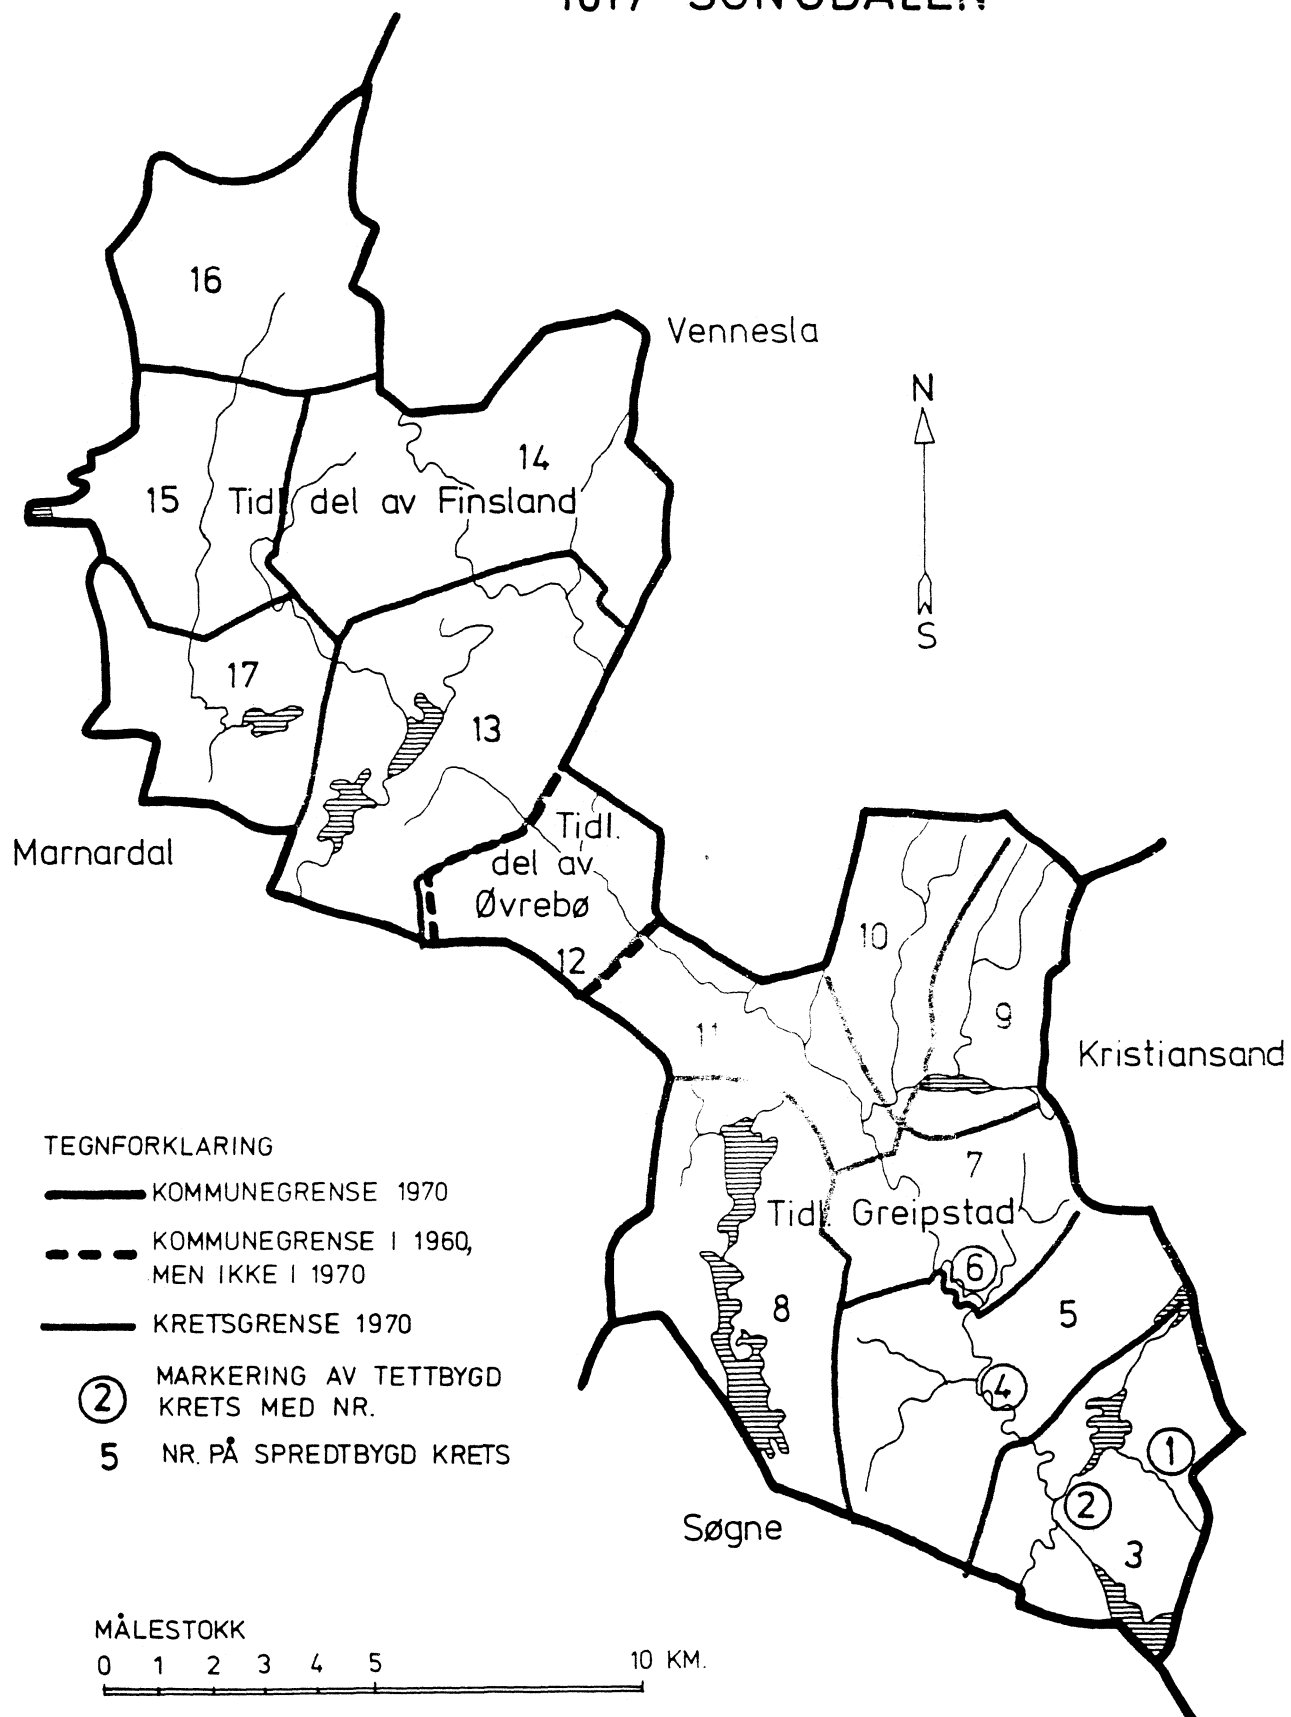 1017 SONGDALEN
16
Vennesla
N
14
15
Tidl. del av Finsland
S
17
13
Marnardal
Tidl.
del av
Øvrebø
10
12
9
11
Kristiansand
TEGNFORKLARING
KOMMUNEGRENSE 1970
KOMMUNEGRENSE I 1960,
MEN IKKE I 1970
KRETSGRENSE 1970
2 MARKERING AV TETTBYGD
KRETS MED NR.
5 NR. PÅ SPREDTBYGD KRETS
7
Tidl. Greipstad
6
8
5
4
1
2
Søgne
3
MÅLESTOKK
0 1 2 3 4 5 10 KM.